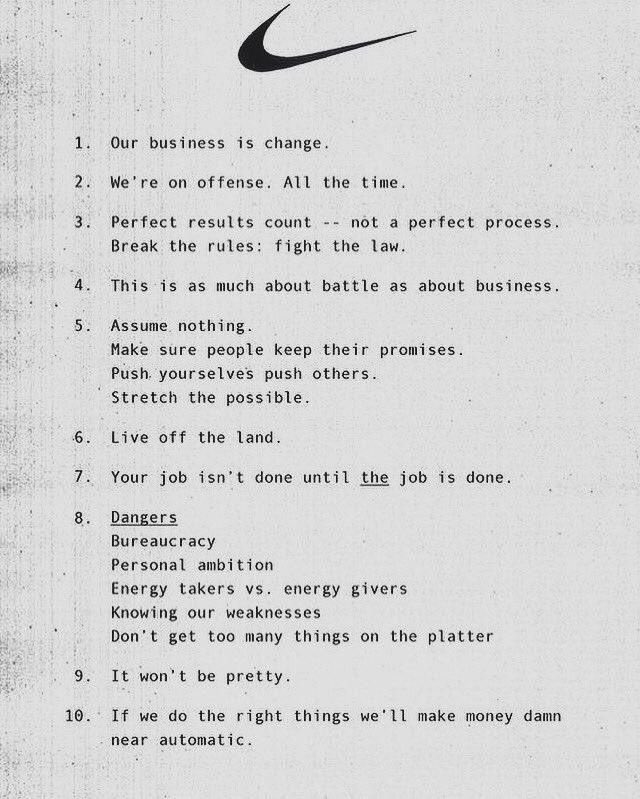 1. Our business is change.
2. We're on offense. All the time.
3. Perfect results count -- not a perfect process.
Break the rules: fight the law.
4. This is as much about battle as about business.
5. Assume nothing.
Make sure people keep their promises.
Push yourselves push others.
Stretch the possible.
6. Live off the land.
7. Your job isn't done until the job is done.
8. Dangers
Bureaucracy
Personal ambition
Energy takers vs. energy givers
Knowing our weaknesses
Don't get too many things on the platter
9. It won't be pretty.
10. If we do the right things we'll make money damn
near automatic.